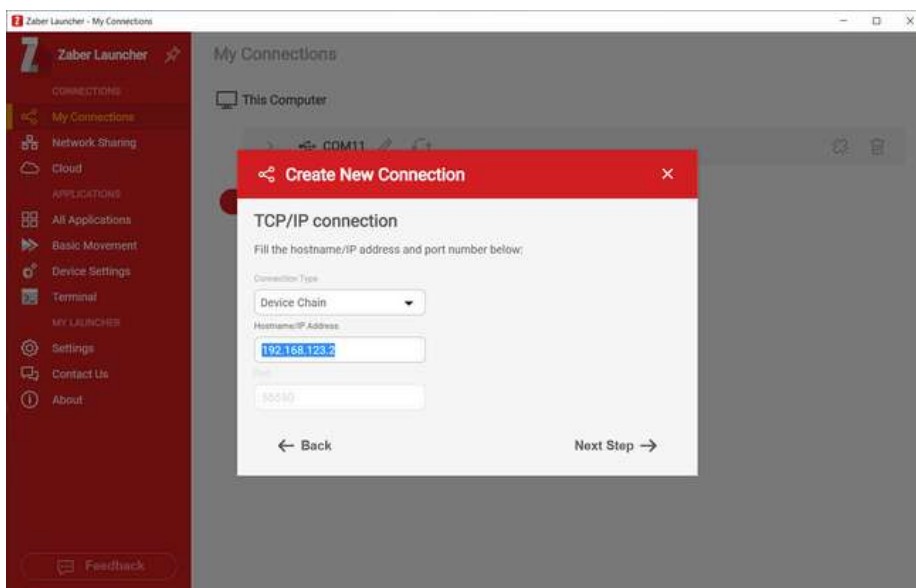 Zaber Launcher - My Connections
Zaber Launcher
My Connections
CONNECTIONS
This Computer
My Connections
Network Sharing
COM11
Cloud
Create New Connection
APPLICATIONS
All Applications
TCP/IP connection
Basic Movement
Fill the hostname/IP address and port number below:
Device Settings
Connection Type
Terminal
Device Chain
MY LAUNCHER
Hostname/IP Address
Settings
192.168.123.2
Contact Us
Port
About
Back
Next Step
Feedback